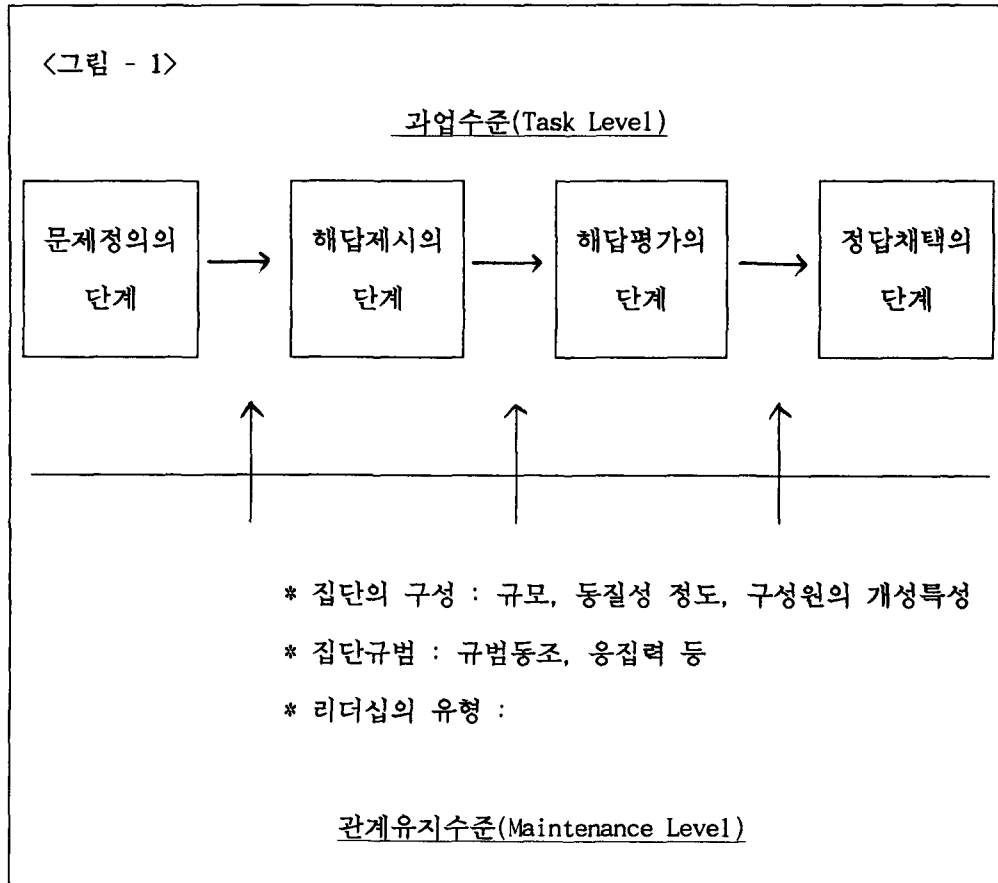 <그림 - 1>
과업수준(Task Level)
문제정의의
단계
해답제시의
단계
해답평가의
단계
정답채택의
단계
* 집단의 구성 : 규모, 동질성 정도, 구성원의 개성특성
* 집단규범 : 규범동조, 응집력 등
* 리더십의 유형 :
관계유지수준(Maintenance Level)